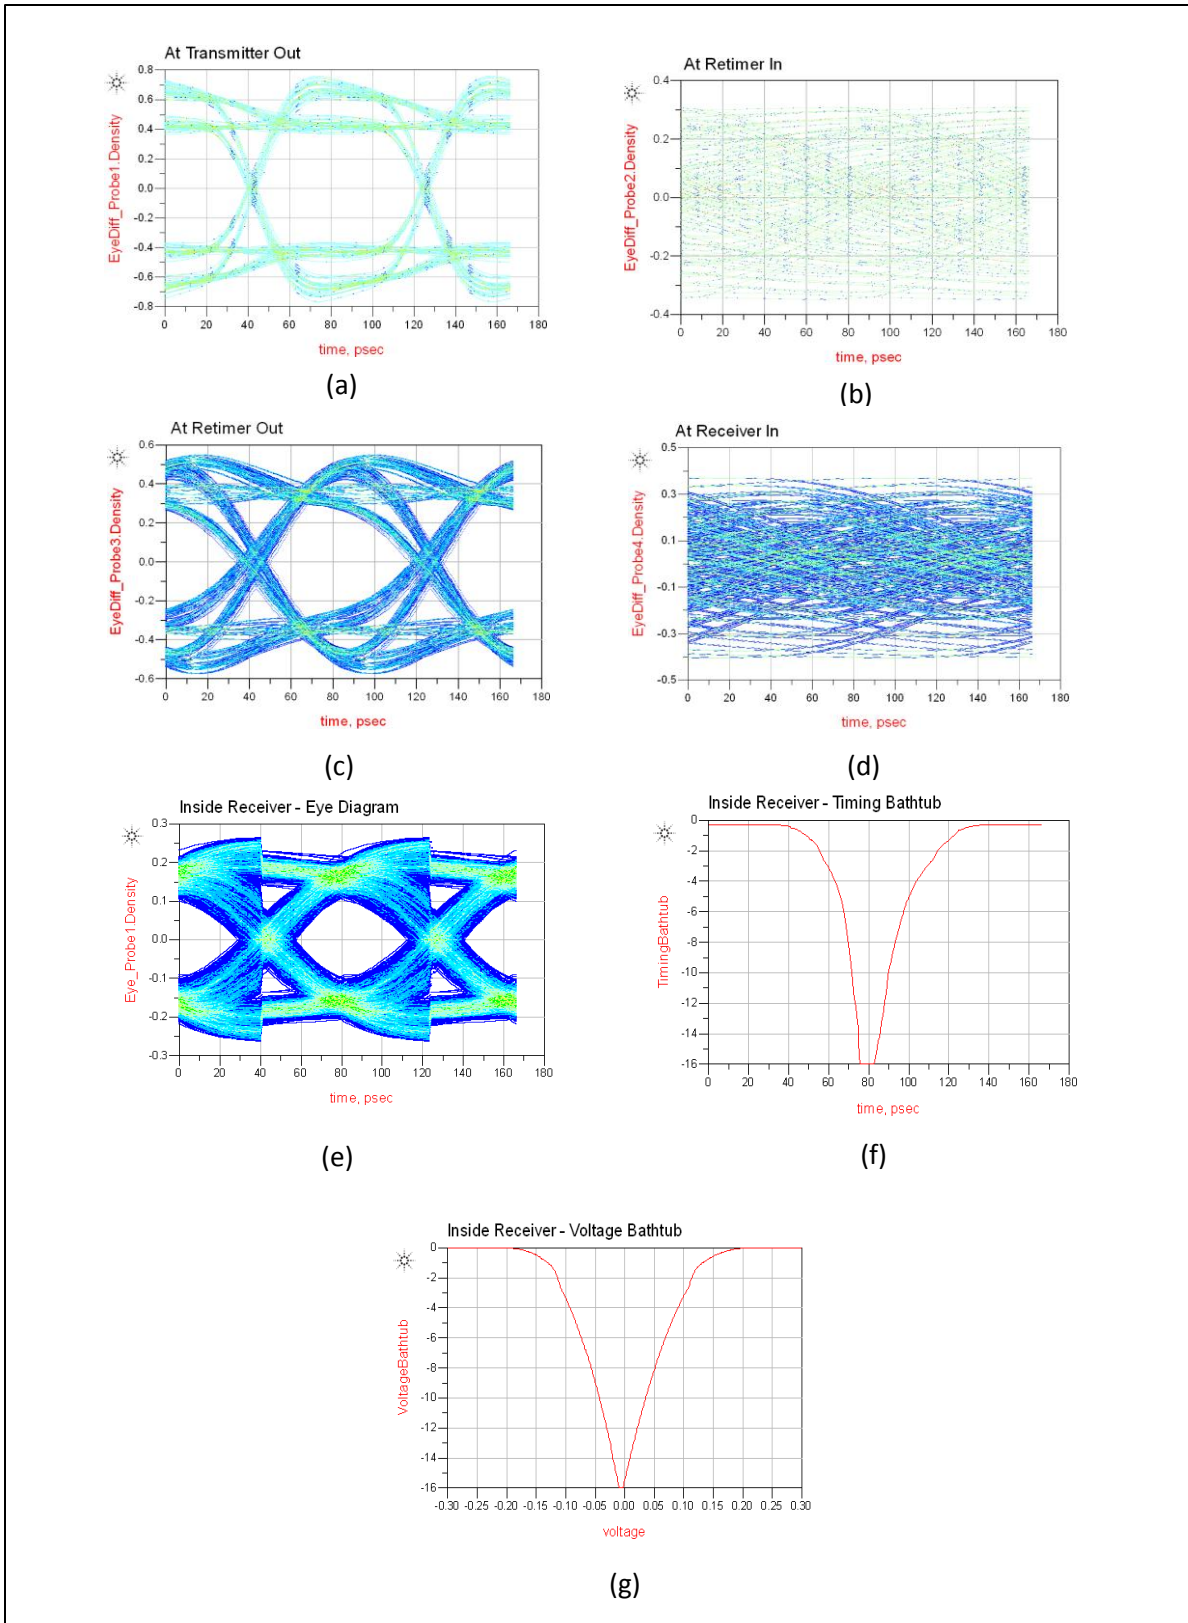 At Transmitter Out
EyeDiff_Probe1.Density
0.8
0.6
0.4
0.2
0.0
-0.2
-0.4
-0.6
-0.8
0 20 40 60 80 100 120 140 160 180
time, psec
(a)
At Retimer In
EyeDiff_Probe2.Density
0.4
0.2
0.0
-0.2
-0.4
0 20 40 60 80 100 120 140 160 180
time, psec
(b)
At Retimer Out
EyeDiff_Probe3.Density
0.6
0.4
0.2
0.0
-0.2
-0.4
-0.6
0 20 40 60 80 100 120 140 160 180
time, psec
(c)
At Receiver In
EyeDiff_Probe4.Density
0.5
0.3
0.1
-0.1
-0.3
-0.5
0 20 40 60 80 100 120 140 160 180
time, psec
(d)
Inside Receiver - Eye Diagram
Eye_Probe1.Density
0.3
0.2
0.1
0.0
-0.1
-0.2
-0.3
0 20 40 60 80 100 120 140 160 180
time, psec
(e)
Inside Receiver - Timing Bathtub
TimingBathtub
0
-2
-4
-6
-8
-10
-12
-14
-16
0 20 40 60 80 100 120 140 160 180
time, psec
(f)
Inside Receiver - Voltage Bathtub
VoltageBathtub
0
-2
-4
-6
-8
-10
-12
-14
-16
-0.30 -0.25 -0.20 -0.15 -0.10 -0.05 0.00 0.05 0.10 0.15 0.20 0.25 0.30
voltage
(g)